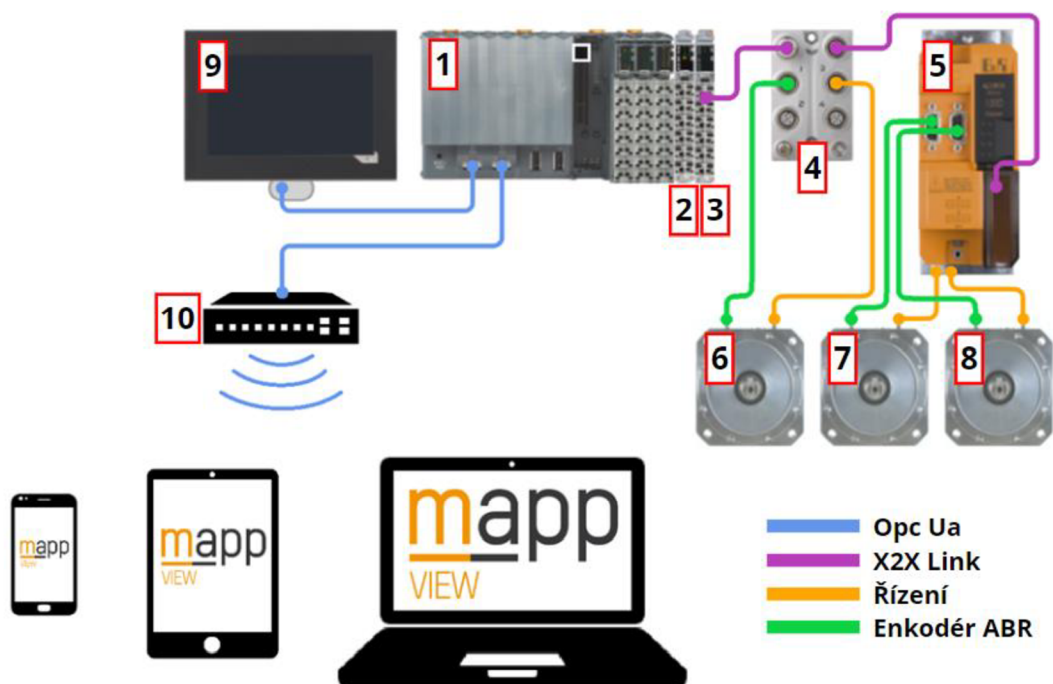 9
1
5
2
3
4
10
6
7
8
mapp
VIEW
mapp
VIEW
mapp
VIEW
Opc Ua
X2X Link
Řízení
Enkodér ABR